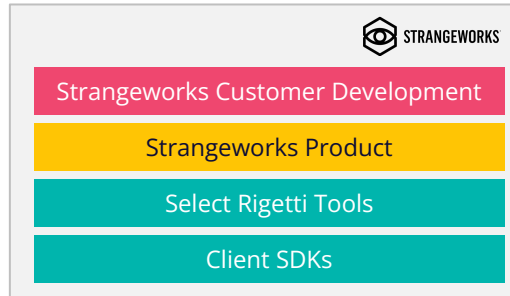 STRANGEWORKS
Strangeworks Customer Development
Strangeworks Product
Select Rigetti Tools
Client SDKs